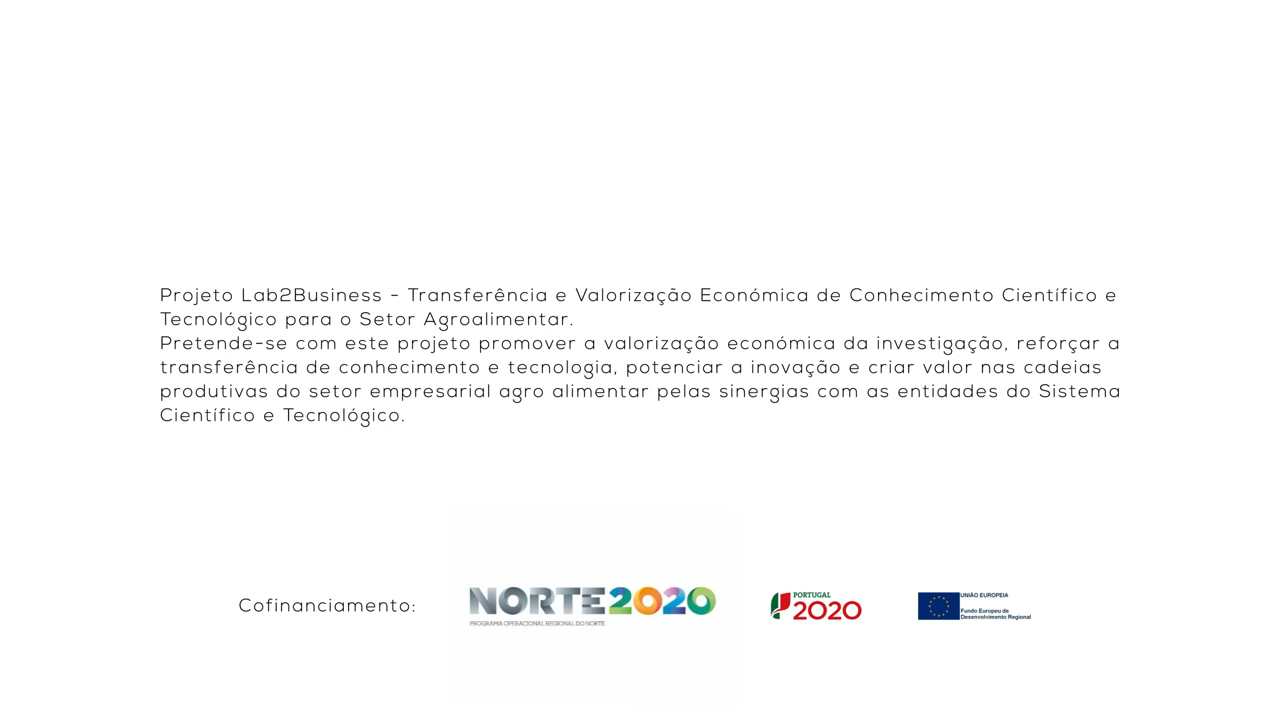 Projeto Lab2Business - Transferência e Valorização Económica de Conhecimento Científico e
Tecnológico para o Setor Agroalimentar.
Pretende-se com este projeto promover a valorização económica da investigação, reforçar a
transferência de conhecimento e tecnologia, potenciar a inovação e criar valor nas cadeias
produtivas do setor empresarial agro alimentar pelas sinergias com as entidades do Sistema
Científico e Tecnológico.
Cofinanciamento:
NORTE2020
PROGRAMA OPERACIONAL REGIONAL DO NORTE
PORTUGAL
2020
UNIÃO EUROPEIA
Fundo Europeu de
Desenvolvimento Regional